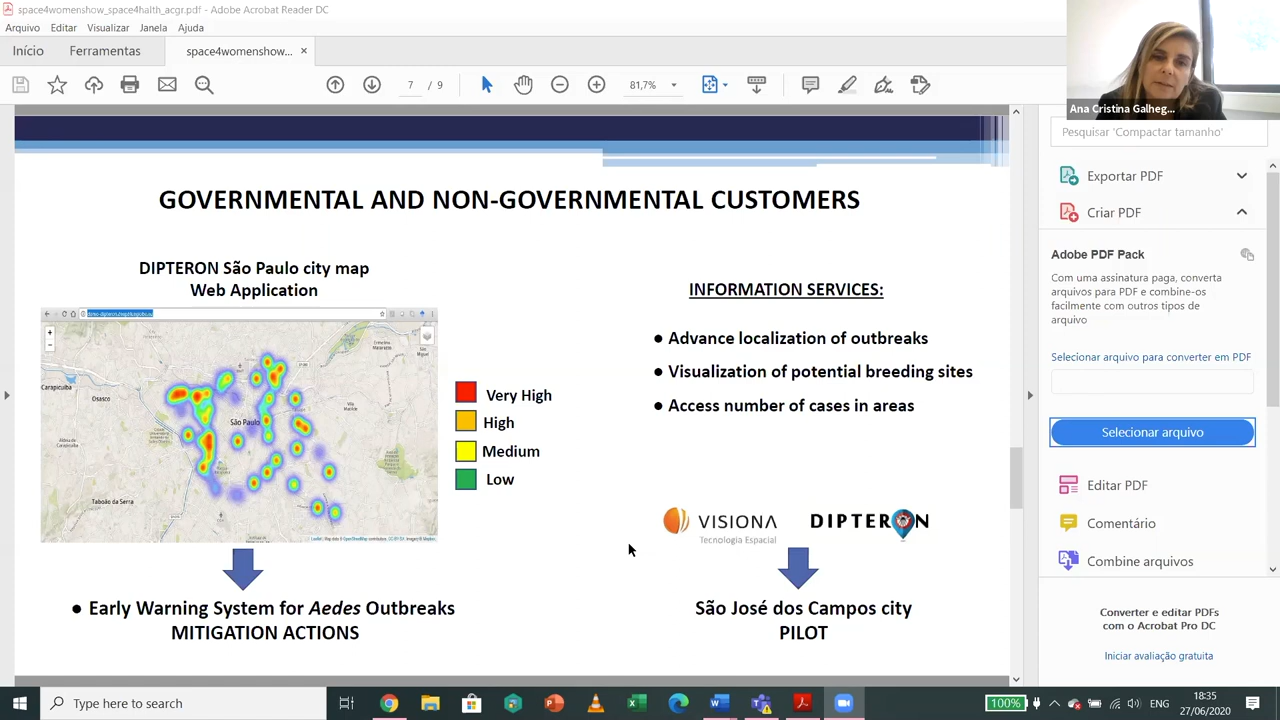 space4womenshow_space4halth_acgr.pdf - Adobe Acrobat Reader DC
Arquivo Editar Visualizar Janela Ajuda
Início Ferramentas space4womenshow... ×
7 / 9 81,7%
Ana Cristina Galheg...
Pesquisar 'Compactar tamanho'
Exportar PDF
Criar PDF
Adobe PDF Pack
Com uma assinatura paga, converta
arquivos para PDF e combine-os
facilmente com outros tipos de
arquivo
Selecionar arquivo para converter em PDF
Selecionar arquivo
Editar PDF
Comentário
Combine arquivos
Converter e editar PDFs
com o Acrobat Pro DC
Iniciar avaliação gratuita
GOVERNMENTAL AND NON-GOVERNMENTAL CUSTOMERS
DIPTERON São Paulo city map
Web Application
Carapicuíba
Osasco
São Paulo
Taboão da Serra
Very High
High
Medium
Low
● Early Warning System for Aedes Outbreaks
MITIGATION ACTIONS
INFORMATION SERVICES:
● Advance localization of outbreaks
● Visualization of potential breeding sites
● Access number of cases in areas
VISIONA
Tecnologia Espacial
DIPTERON
São José dos Campos city
PILOT
Type here to search
100%
ENG
18:35
27/06/2020